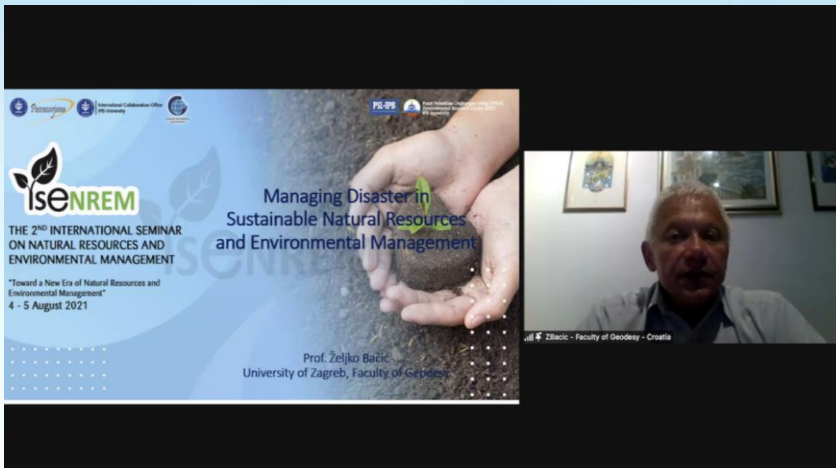 International Collaboration Office
IPB University
PSL-IPB
IPB University
isenREM
THE 2ND INTERNATIONAL SEMINAR
ON NATURAL RESOURCES AND
ENVIRONMENTAL MANAGEMENT
"Toward a New Era of Natural Resources and
Environmental Management"
4 - 5 August 2021
Managing Disaster in
Sustainable Natural Resources
and Environmental Management
Prof. Željko Bačić
University of Zagreb, Faculty of Geodesy
ZBacic - Faculty of Geodesy - Croatia